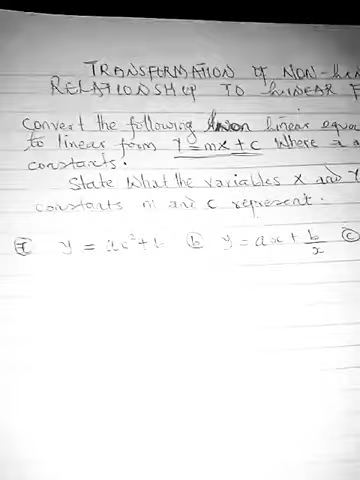 TRANSFORMATION OF NON-
RELATIONSHIP TO LINEAR F
Convert the following non linear equa
to linear form Y = mx + c where a a
constants.
State what the variables X and Y
constants m and c represent.
y = x² + b (b) y = ax + b/x (c)